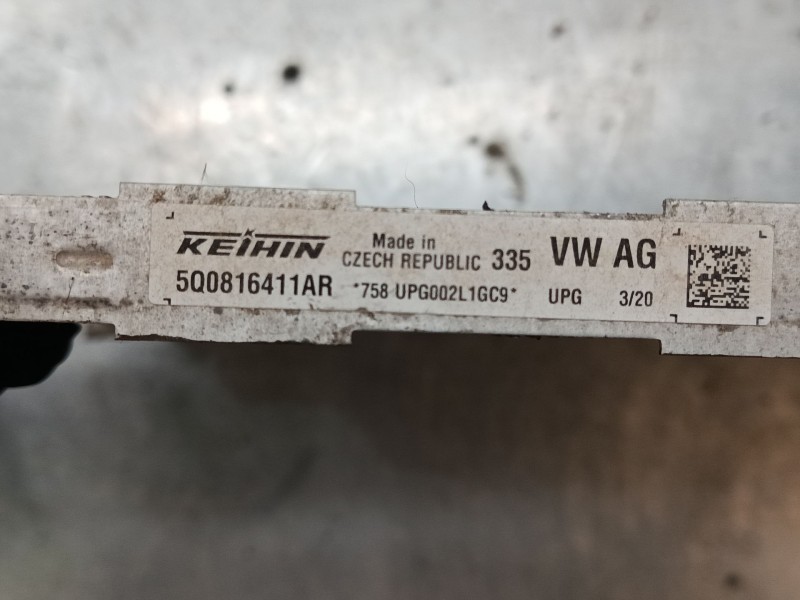 KEIHIN Made in CZECH REPUBLIC 335 VW AG
5Q0816411AR *758 UPG002L1GC9* UPG 3/20